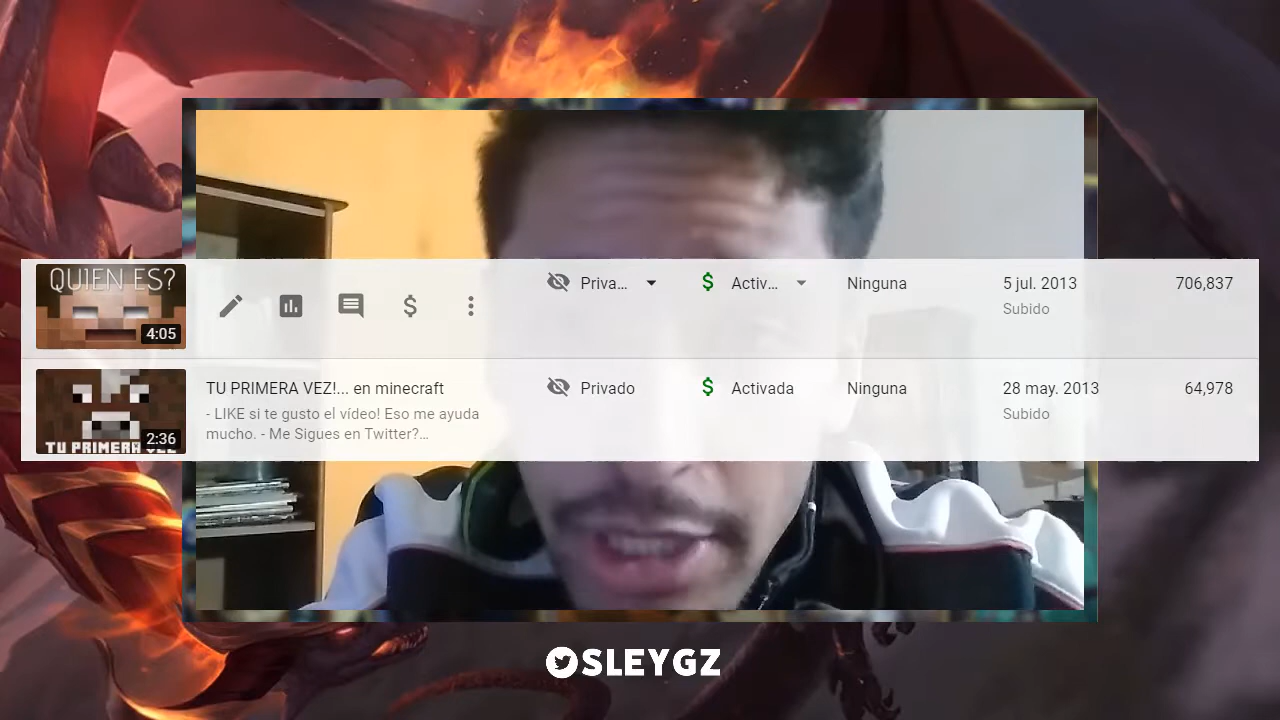 QUIEN ES?
4:05
Priva...
Activ...
Ninguna
5 jul. 2013
Subido
706,837
TU PRIMERA VEZ
2:36
TU PRIMERA VEZ!... en minecraft
- LIKE si te gusto el vídeo! Eso me ayuda
mucho. - Me Sigues en Twitter?...
Privado
Activada
Ninguna
28 may. 2013
Subido
64,978
SLEYGZ